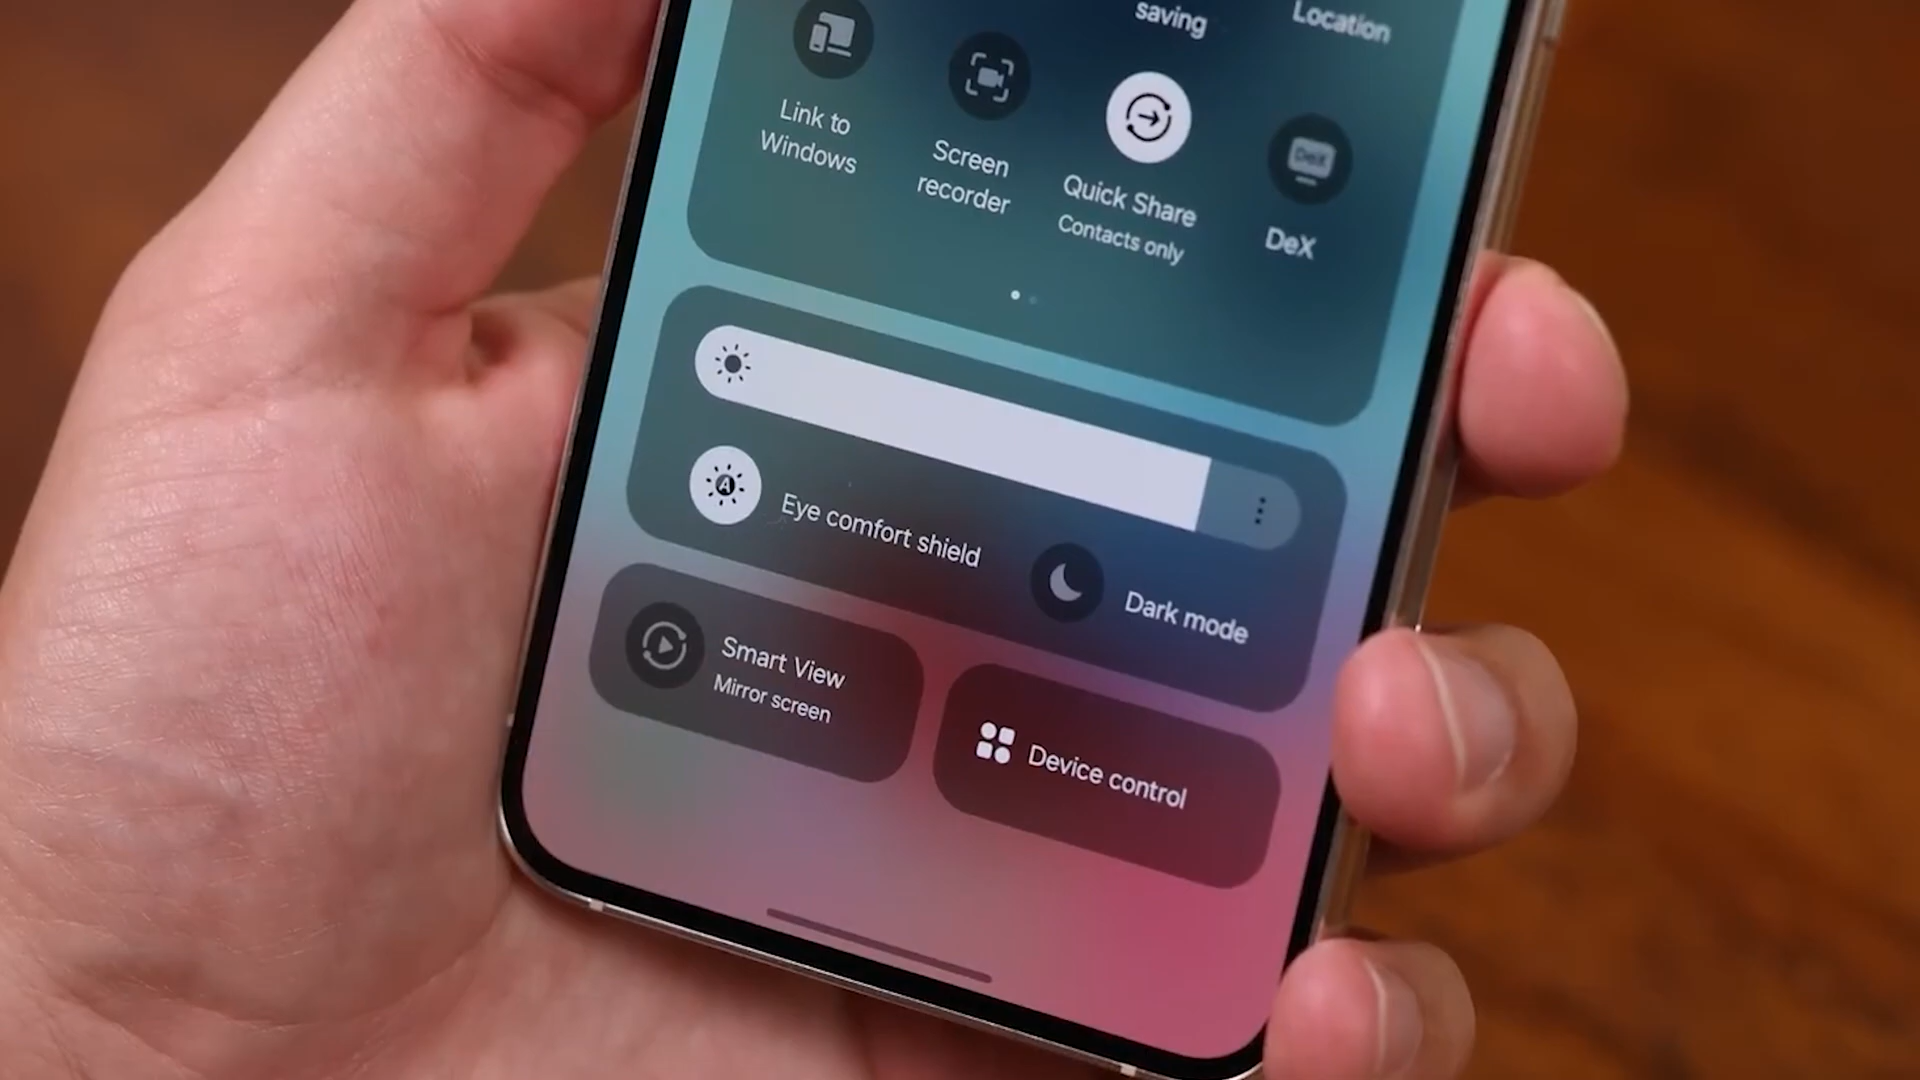 saving
Location
Link to
Windows
Screen
recorder
Quick Share
Contacts only
DeX
DeX
Eye comfort shield
Dark mode
Smart View
Mirror screen
Device control